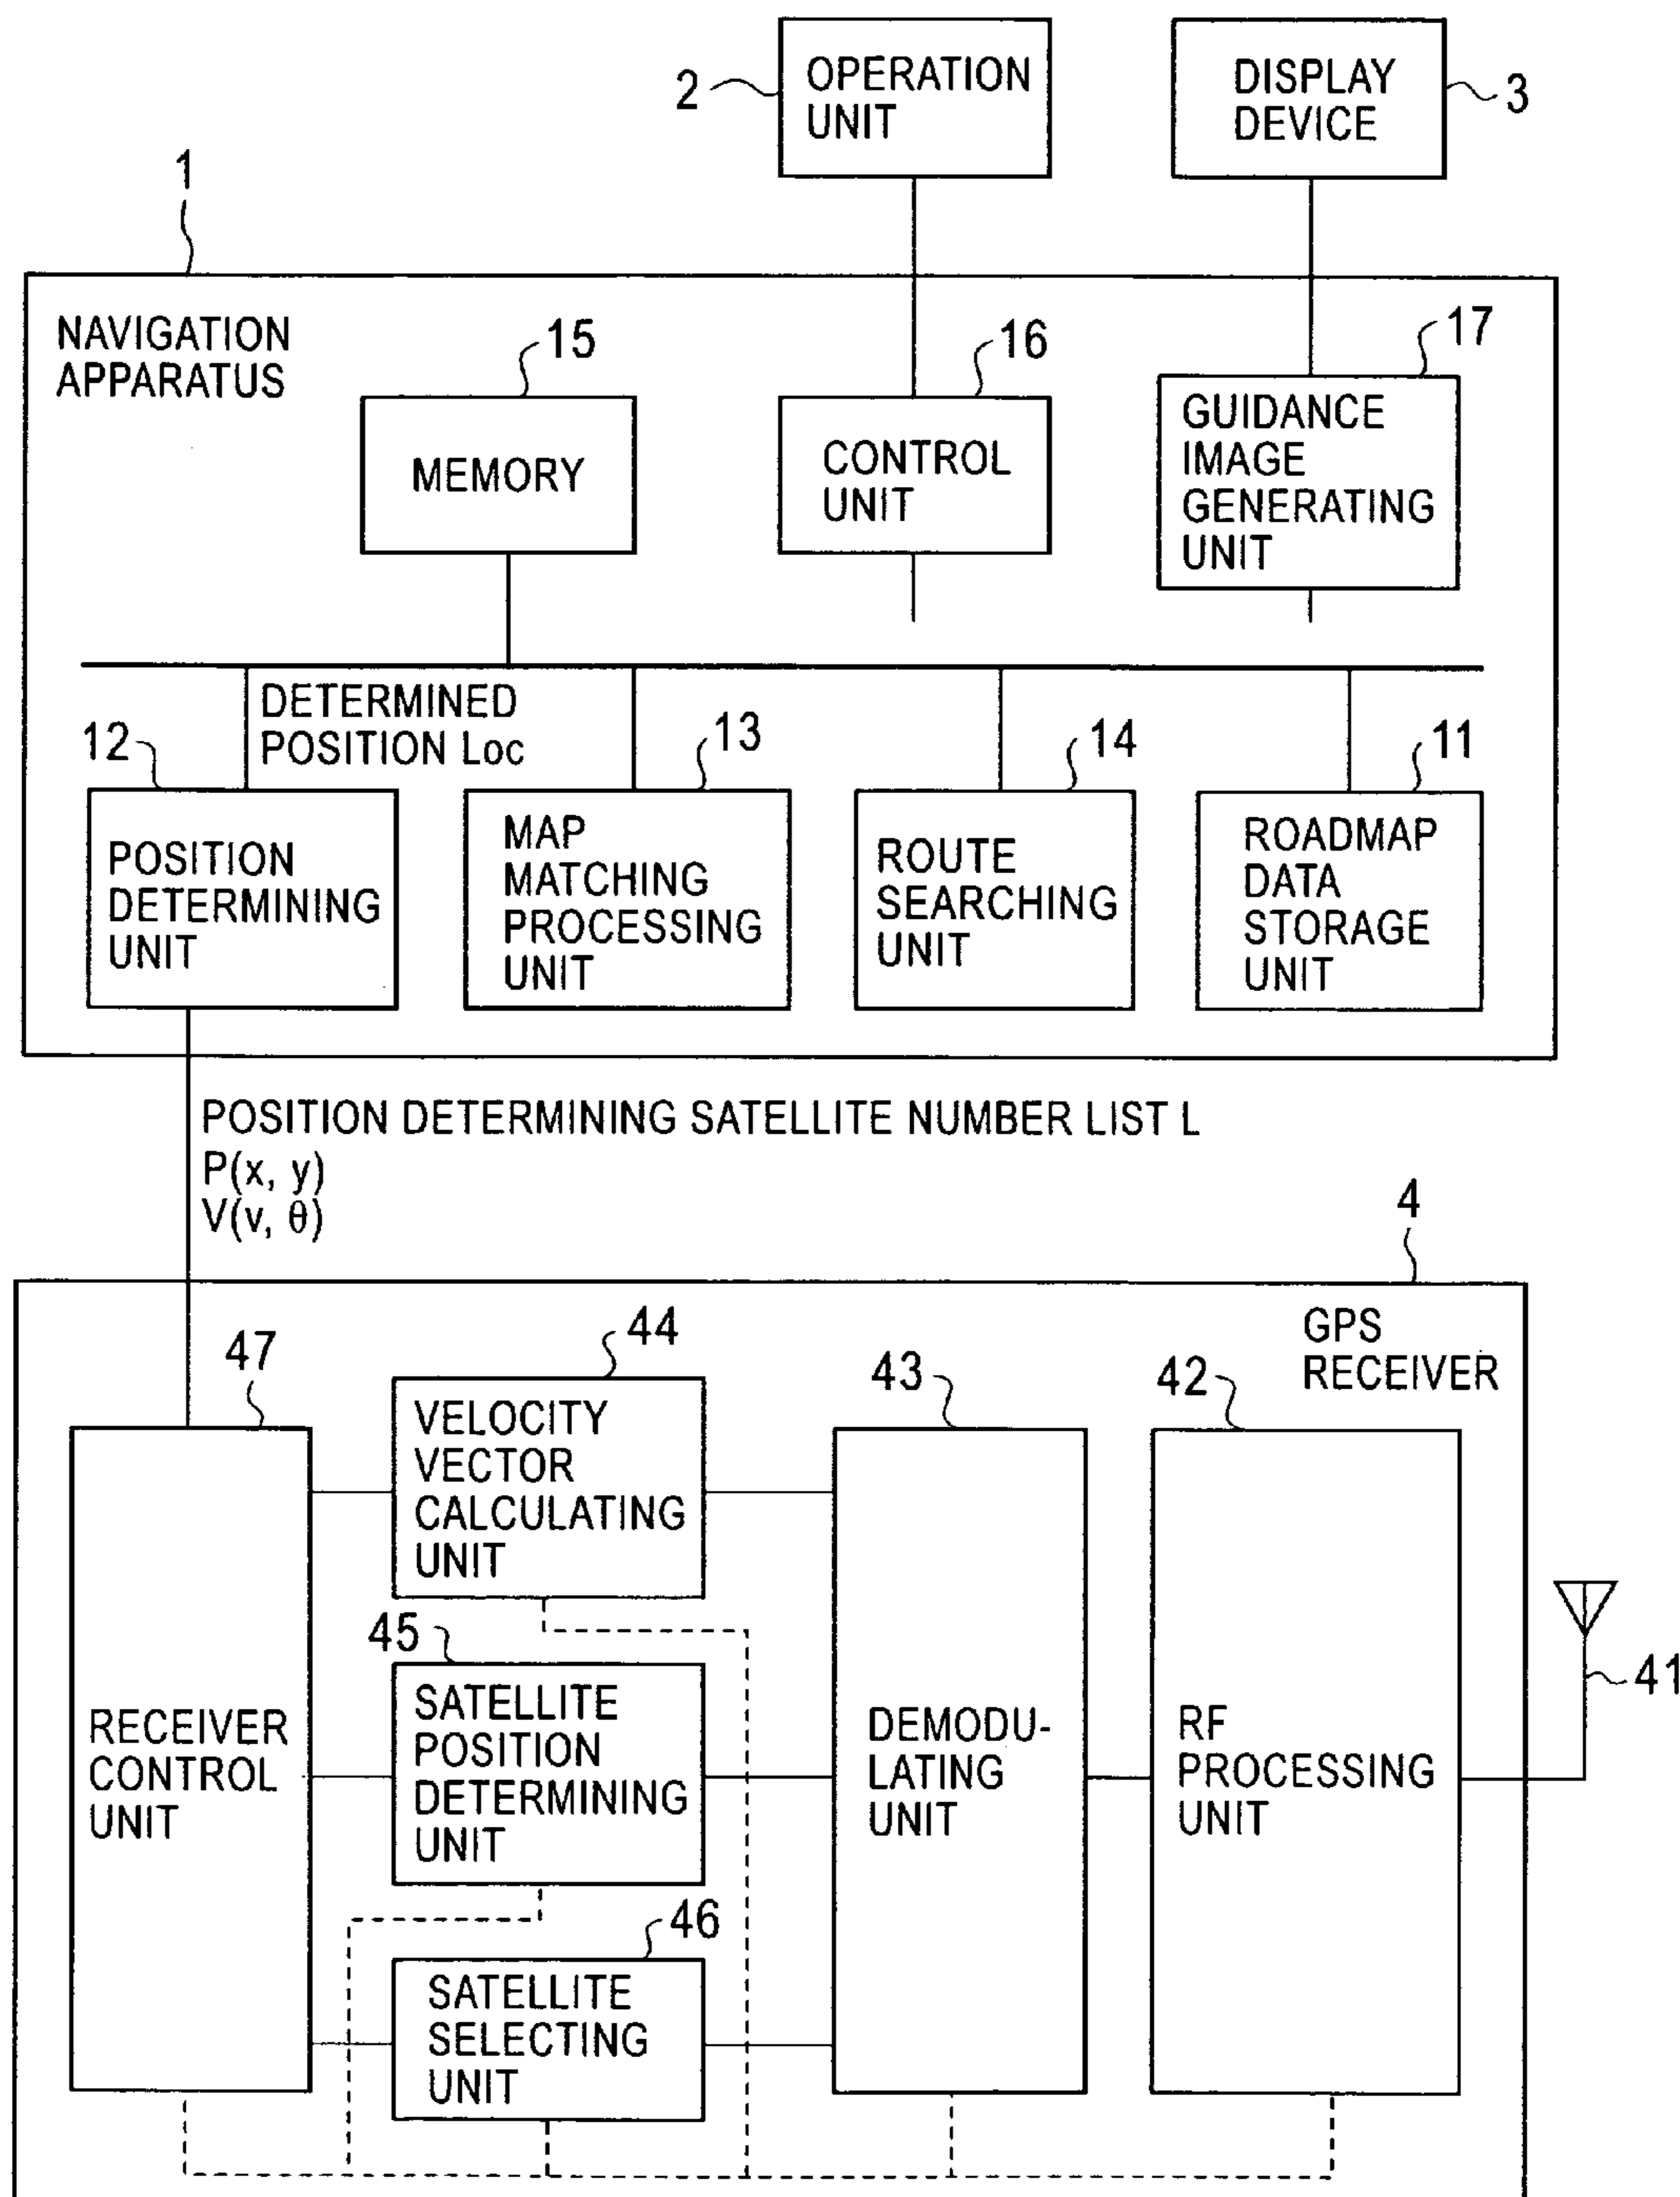 2
OPERATION
UNIT
DISPLAY
DEVICE
3
1
NAVIGATION
APPARATUS
15
MEMORY
16
CONTROL
UNIT
17
GUIDANCE
IMAGE
GENERATING
UNIT
DETERMINED
POSITION Loc
12
POSITION
DETERMINING
UNIT
13
MAP
MATCHING
PROCESSING
UNIT
14
ROUTE
SEARCHING
UNIT
11
ROADMAP
DATA
STORAGE
UNIT
POSITION DETERMINING SATELLITE NUMBER LIST L
P(x, y)
V(v, θ)
4
GPS
RECEIVER
47
RECEIVER
CONTROL
UNIT
44
VELOCITY
VECTOR
CALCULATING
UNIT
45
SATELLITE
POSITION
DETERMINING
UNIT
46
SATELLITE
SELECTING
UNIT
43
DEMODU-
LATING
UNIT
42
RF
PROCESSING
UNIT
41